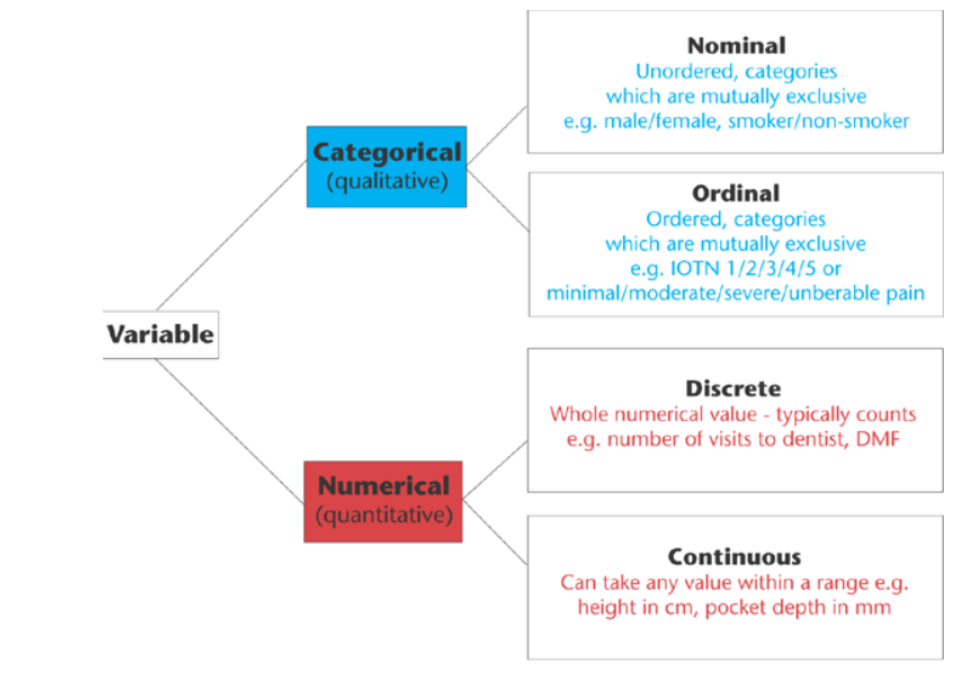 Nominal
Unordered, categories
which are mutually exclusive
e.g. male/female, smoker/non-smoker
Categorical
(qualitative)
Ordinal
Ordered, categories
which are mutually exclusive
e.g. IOTN 1/2/3/4/5 or
minimal/moderate/severe/unberable pain
Variable
Discrete
Whole numerical value - typically counts
e.g. number of visits to dentist, DMF
Numerical
(quantitative)
Continuous
Can take any value within a range e.g.
height in cm, pocket depth in mm